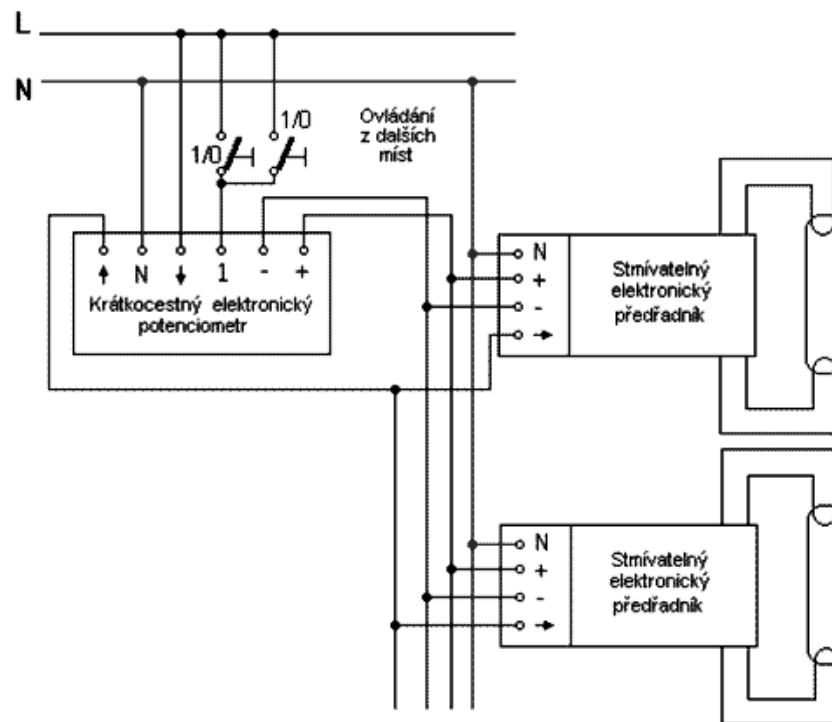 L
N
1/0
1/0
Ovládání
z dalších
míst
↑ N ↓ 1 - +
Krátkocestný elektronický
potenciometr
N
+
-
→
Stmívatelný
elektronický
předřadník
N
+
-
→
Stmívatelný
elektronický
předřadník